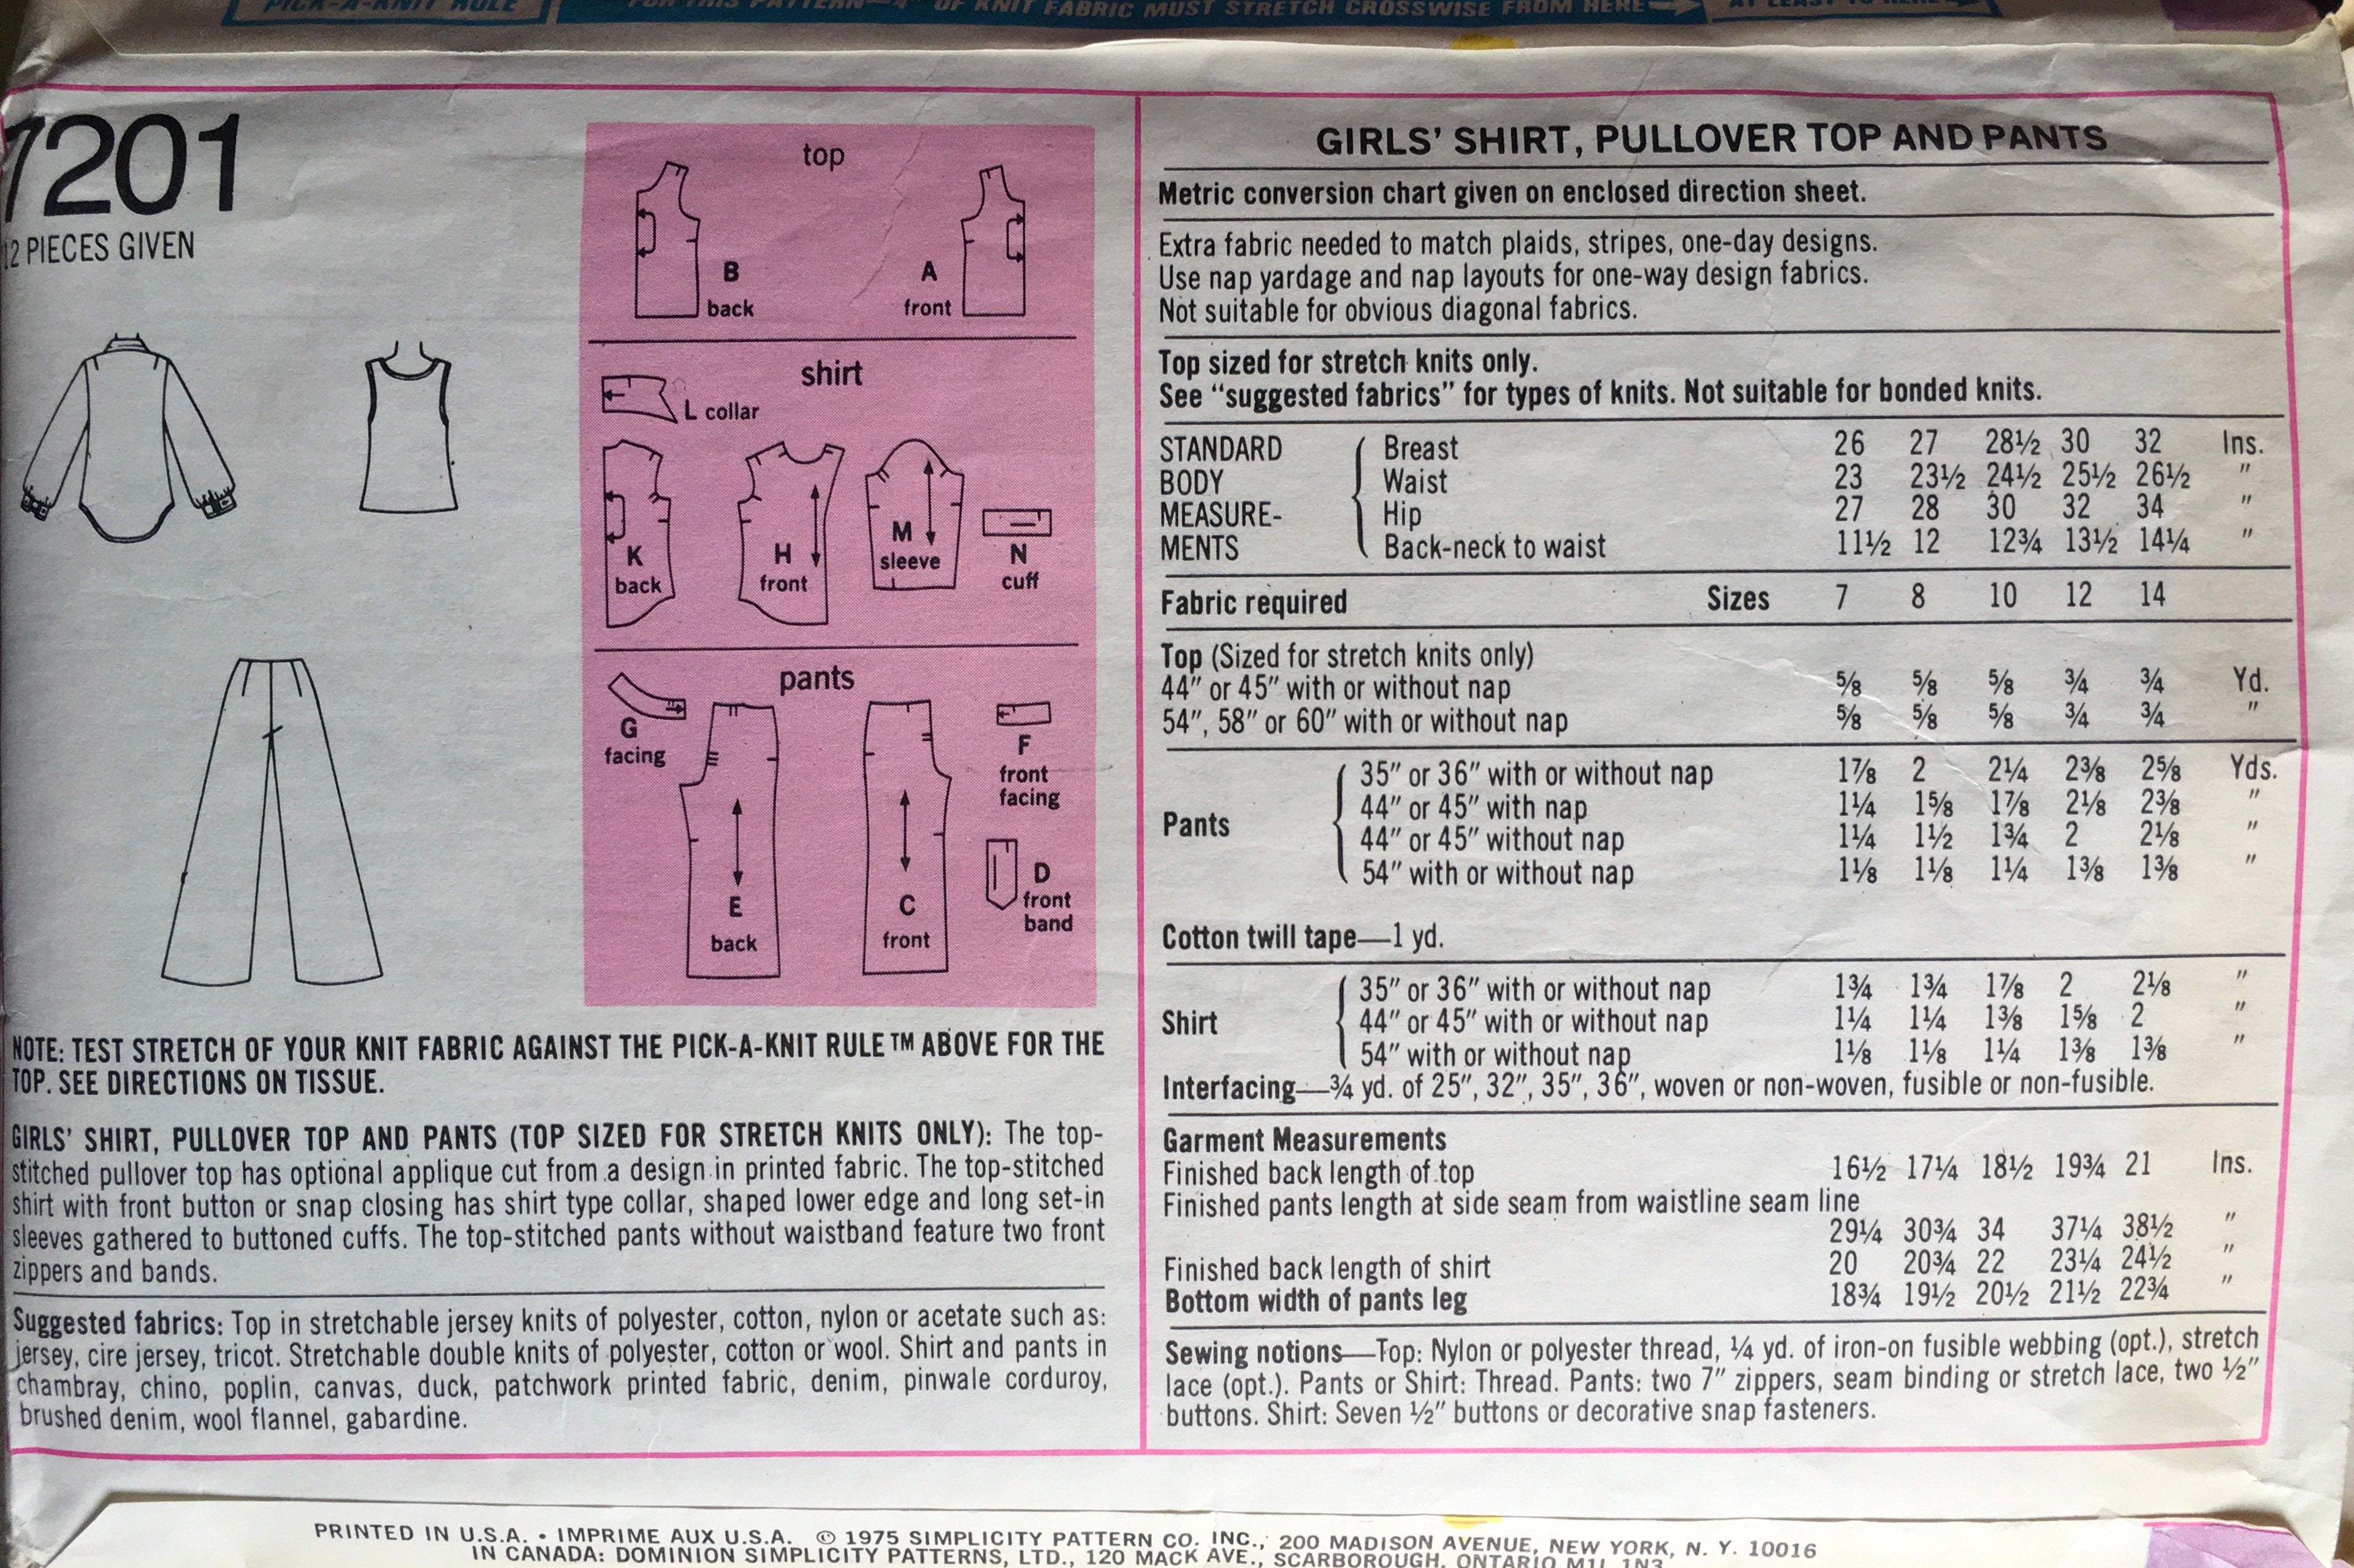 PICK-A-KNIT RULE
FOR THIS PATTERN—4" OF KNIT FABRIC MUST STRETCH CROSSWISE FROM HERE
AT LEAST TO HERE
7201
12 PIECES GIVEN
top
B
back
A
front
shirt
L collar
K
back
H
front
M
sleeve
N
cuff
pants
G
facing
E
back
C
front
F
front
facing
D
front
band
NOTE: TEST STRETCH OF YOUR KNIT FABRIC AGAINST THE PICK-A-KNIT RULE™ ABOVE FOR THE
TOP. SEE DIRECTIONS ON TISSUE.
GIRLS' SHIRT, PULLOVER TOP AND PANTS (TOP SIZED FOR STRETCH KNITS ONLY): The top-
stitched pullover top has optional applique cut from a design in printed fabric. The top-stitched
shirt with front button or snap closing has shirt type collar, shaped lower edge and long set-in
sleeves gathered to buttoned cuffs. The top-stitched pants without waistband feature two front
zippers and bands.
Suggested fabrics: Top in stretchable jersey knits of polyester, cotton, nylon or acetate such as:
jersey, cire jersey, tricot. Stretchable double knits of polyester, cotton or wool. Shirt and pants in
chambray, chino, poplin, canvas, duck, patchwork printed fabric, denim, pinwale corduroy,
brushed denim, wool flannel, gabardine.
GIRLS' SHIRT, PULLOVER TOP AND PANTS
Metric conversion chart given on enclosed direction sheet.
Extra fabric needed to match plaids, stripes, one-day designs.
Use nap yardage and nap layouts for one-way design fabrics.
Not suitable for obvious diagonal fabrics.
Top sized for stretch knits only.
See "suggested fabrics" for types of knits. Not suitable for bonded knits.
STANDARD Breast 26 27 28½ 30 32 Ins.
BODY Waist 23 23½ 24½ 25½ 26½ "
MEASURE- Hip 27 28 30 32 34 "
MENTS Back-neck to waist 11½ 12 12¾ 13½ 14¼ "
Fabric required Sizes 7 8 10 12 14
Top (Sized for stretch knits only)
44" or 45" with or without nap ⅝ ⅝ ⅝ ¾ ¾ Yd.
54", 58" or 60" with or without nap ⅝ ⅝ ⅝ ¾ ¾ "
35" or 36" with or without nap 1⅞ 2 2¼ 2⅜ 2⅝ Yds.
44" or 45" with nap 1¼ 1⅝ 1⅞ 2⅛ 2⅜ "
Pants
44" or 45" without nap 1¼ 1½ 1¾ 2 2⅛ "
54" with or without nap 1⅛ 1⅛ 1¼ 1⅜ 1⅜ "
Cotton twill tape—1 yd.
35" or 36" with or without nap 1¾ 1¾ 1⅞ 2 2⅛ "
Shirt 44" or 45" with or without nap 1¼ 1¼ 1⅜ 1⅝ 2 "
54" with or without nap 1⅛ 1⅛ 1¼ 1⅜ 1⅜ "
Interfacing—¾ yd. of 25", 32", 35", 36", woven or non-woven, fusible or non-fusible.
Garment Measurements
Finished back length of top 16½ 17¼ 18½ 19¾ 21 Ins.
Finished pants length at side seam from waistline seam line
29¼ 30¾ 34 37¼ 38½ "
Finished back length of shirt 20 20¾ 22 23¼ 24½ "
Bottom width of pants leg 18¾ 19½ 20½ 21½ 22¾ "
Sewing notions—Top: Nylon or polyester thread, ¼ yd. of iron-on fusible webbing (opt.), stretch
lace (opt.). Pants or Shirt: Thread. Pants: two 7" zippers, seam binding or stretch lace, two ½"
buttons. Shirt: Seven ½" buttons or decorative snap fasteners.
PRINTED IN U.S.A. • IMPRIME AUX U.S.A. © 1975 SIMPLICITY PATTERN CO. INC., 200 MADISON AVENUE, NEW YORK, N. Y. 10016
IN CANADA: DOMINION SIMPLICITY PATTERNS, LTD., 120 MACK AVE., SCARBOROUGH, ONTARIO M1L 1N3